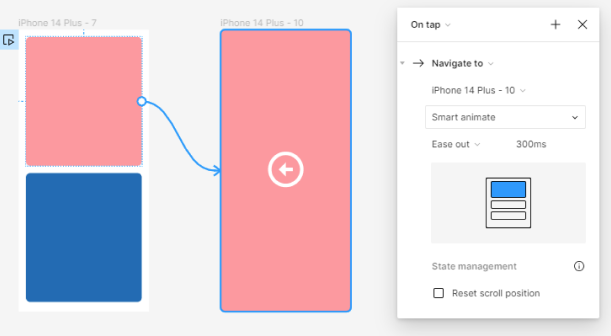 iPhone 14 Plus - 7
iPhone 14 Plus - 10
On tap
Navigate to
iPhone 14 Plus - 10
Smart animate
Ease out
300ms
State management
Reset scroll position